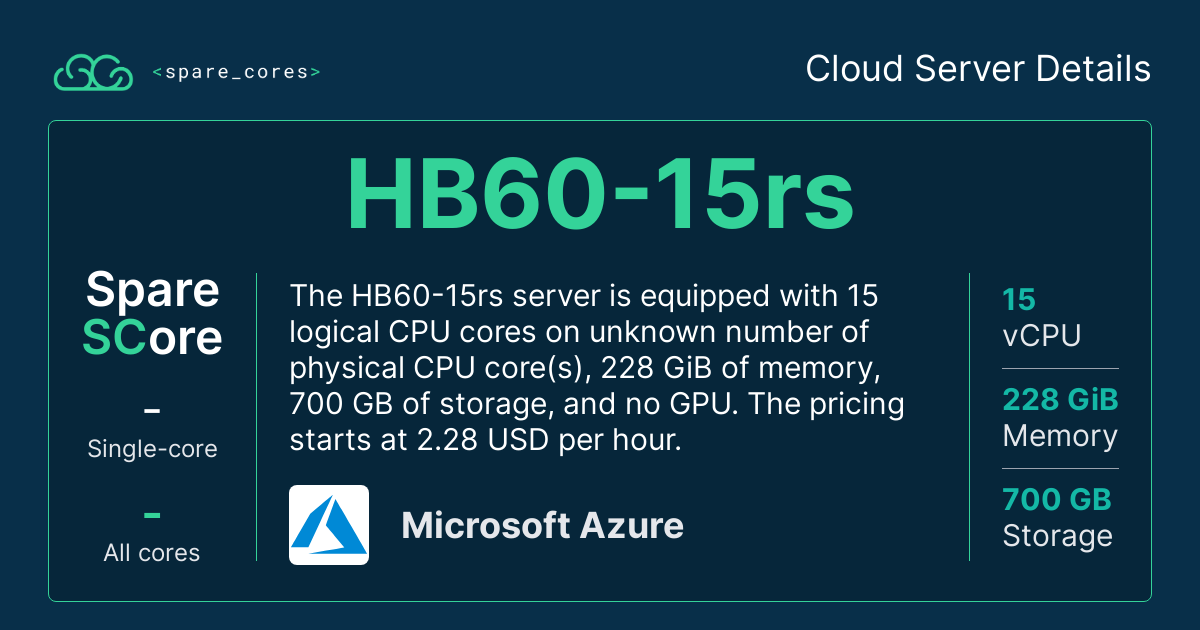 <spare_cores>
Cloud Server Details
HB60-15rs
Spare
SCore
–
Single-core
–
All cores
The HB60-15rs server is equipped with 15
logical CPU cores on unknown number of
physical CPU core(s), 228 GiB of memory,
700 GB of storage, and no GPU. The pricing
starts at 2.28 USD per hour.
Microsoft Azure
15
vCPU
228 GiB
Memory
700 GB
Storage